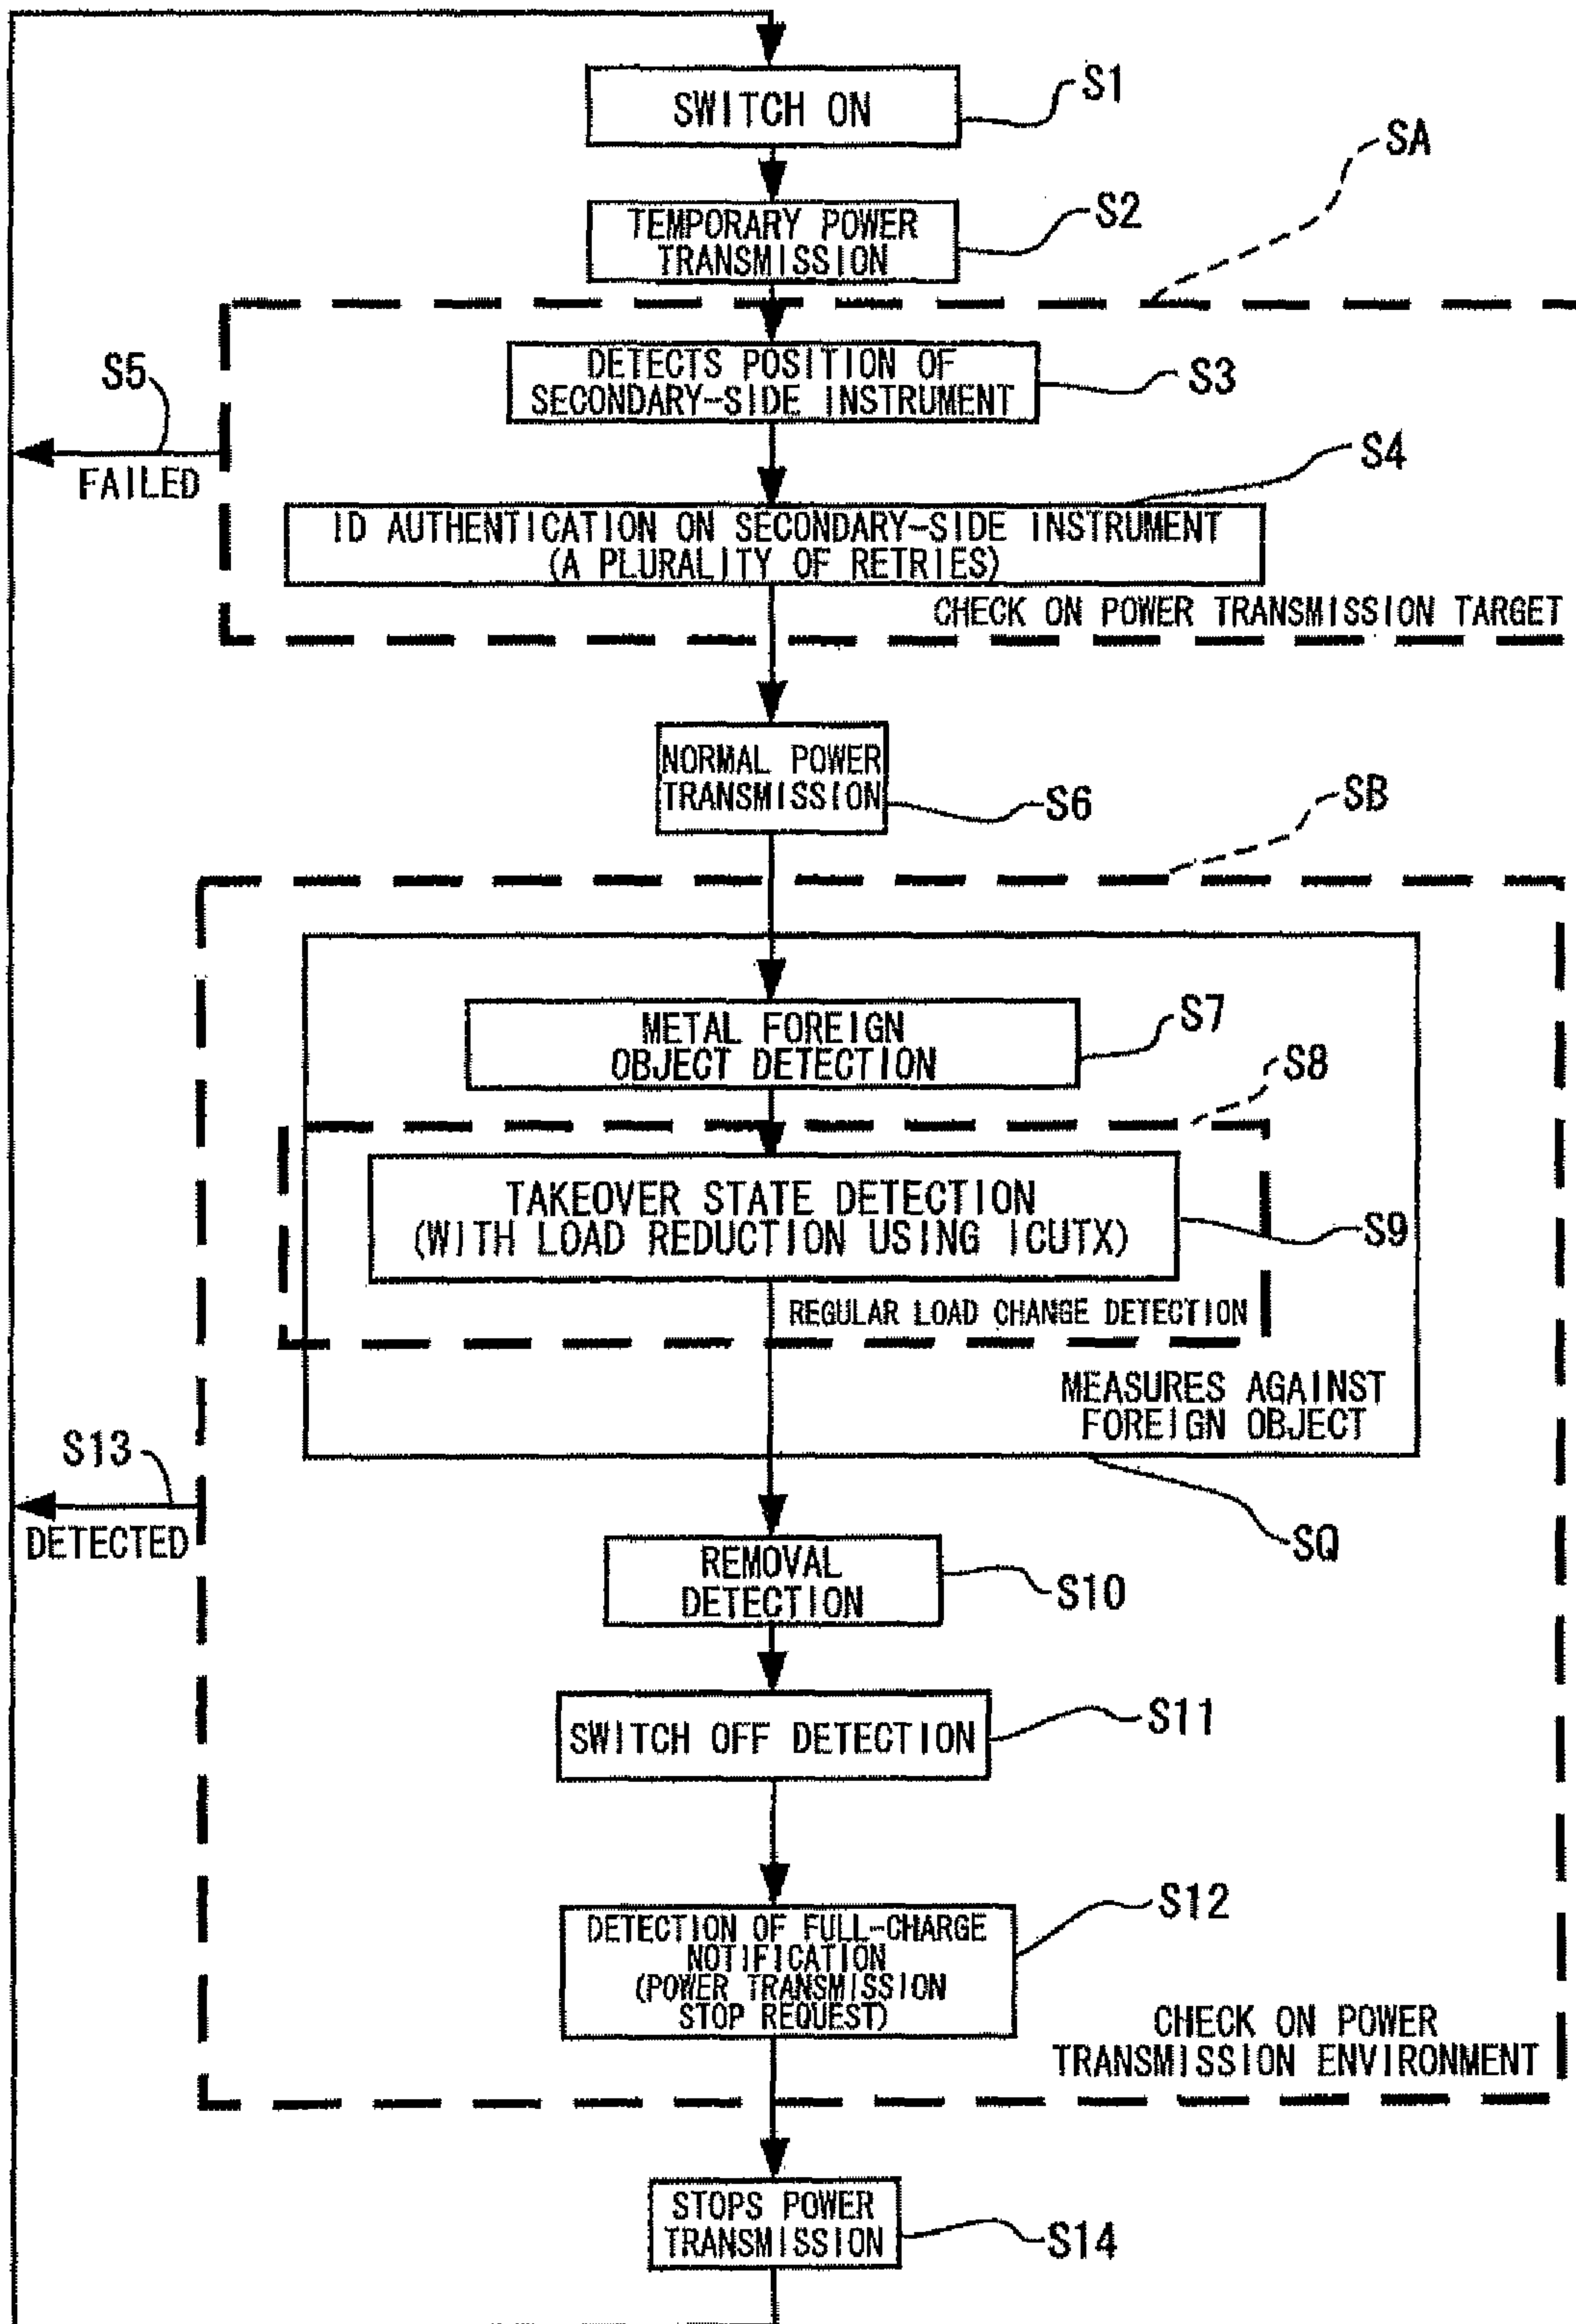 SWITCH ON
S1
SA
TEMPORARY POWER
TRANSMISSION
S2
DETECTS POSITION OF
SECONDARY-SIDE INSTRUMENT
S3
S5
FAILED
S4
ID AUTHENTICATION ON SECONDARY-SIDE INSTRUMENT
(A PLURALITY OF RETRIES)
CHECK ON POWER TRANSMISSION TARGET
NORMAL POWER
TRANSMISSION
S6
SB
METAL FOREIGN
OBJECT DETECTION
S7
S8
TAKEOVER STATE DETECTION
(WITH LOAD REDUCTION USING ICUTX)
S9
REGULAR LOAD CHANGE DETECTION
MEASURES AGAINST
FOREIGN OBJECT
S13
DETECTED
SQ
REMOVAL
DETECTION
S10
SWITCH OFF DETECTION
S11
DETECTION OF FULL-CHARGE
NOTIFICATION
(POWER TRANSMISSION
STOP REQUEST)
S12
CHECK ON POWER
TRANSMISSION ENVIRONMENT
STOPS POWER
TRANSMISSION
S14